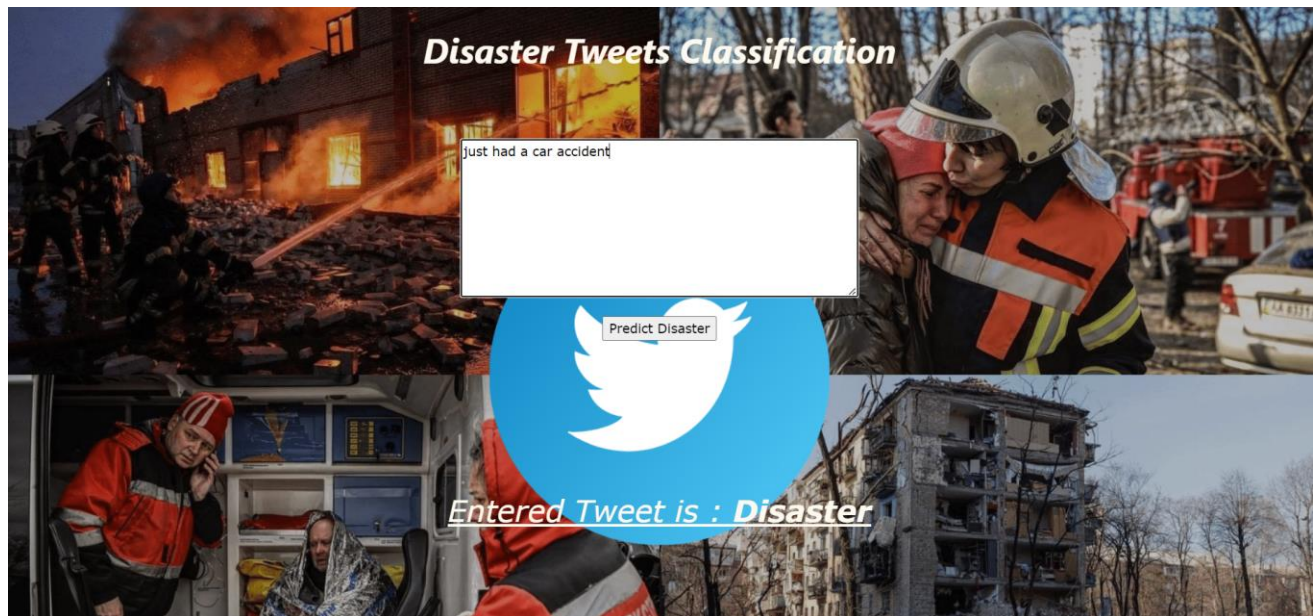 Disaster Tweets Classification
just had a car accident
Predict Disaster
Entered Tweet is : Disaster